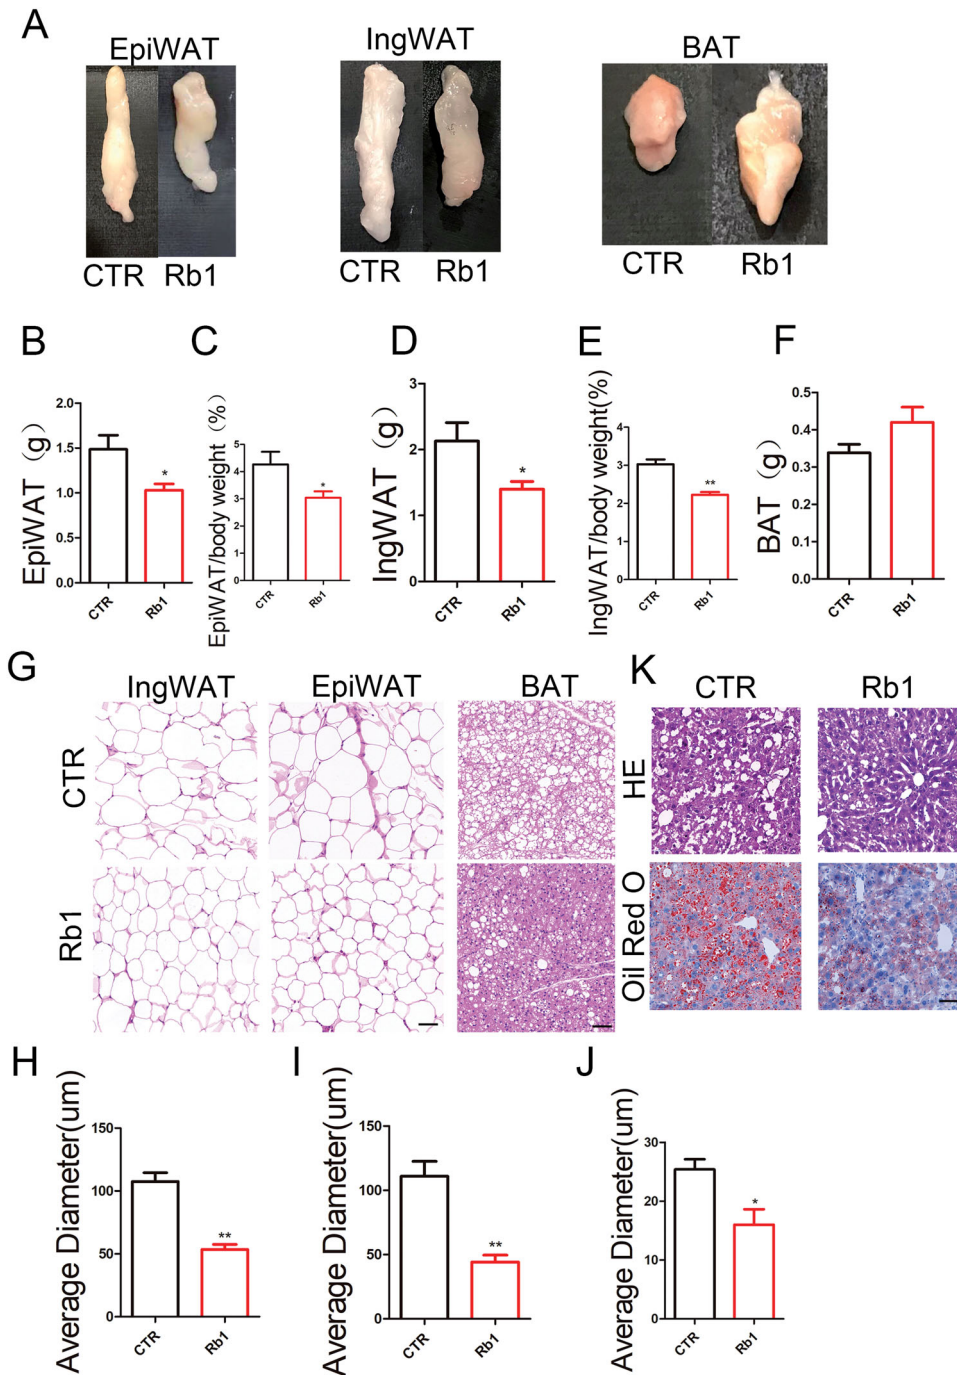 A
EpiWAT
IngWAT
BAT
CTR
Rb1
CTR
Rb1
CTR
Rb1
B
C
D
E
F
EpiWAT (g)
2.0
1.5
1.0
0.5
0.0
*
CTR
Rb1
EpiWAT/body weight (%)
5
4
3
2
1
0
*
CTR
Rb1
IngWAT (g)
3
2
1
0
*
CTR
Rb1
IngWAT/body weight(%)
4
3
2
1
0
**
CTR
Rb1
BAT (g)
0.5
0.4
0.3
0.2
0.1
0.0
CTR
Rb1
G
IngWAT
EpiWAT
BAT
CTR
Rb1
K
CTR
Rb1
HE
Oil Red O
H
Average Diameter(um)
150
100
50
0
**
CTR
Rb1
I
Average Diameter(um)
150
100
50
0
**
CTR
Rb1
J
Average Diameter(um)
30
20
10
0
*
CTR
Rb1